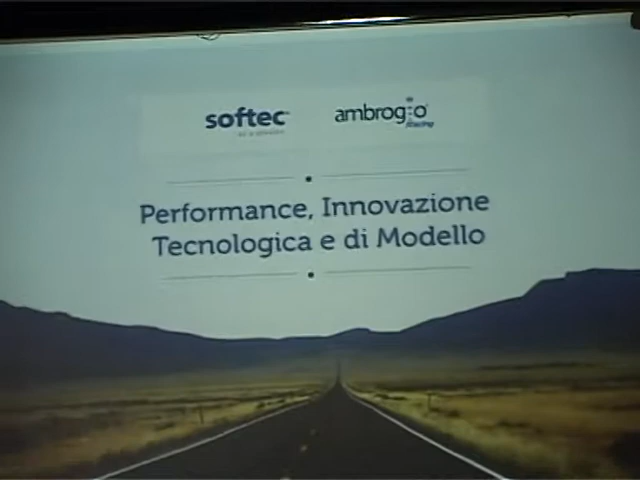 softec
ambrogio
Performance, Innovazione
Tecnologica e di Modello